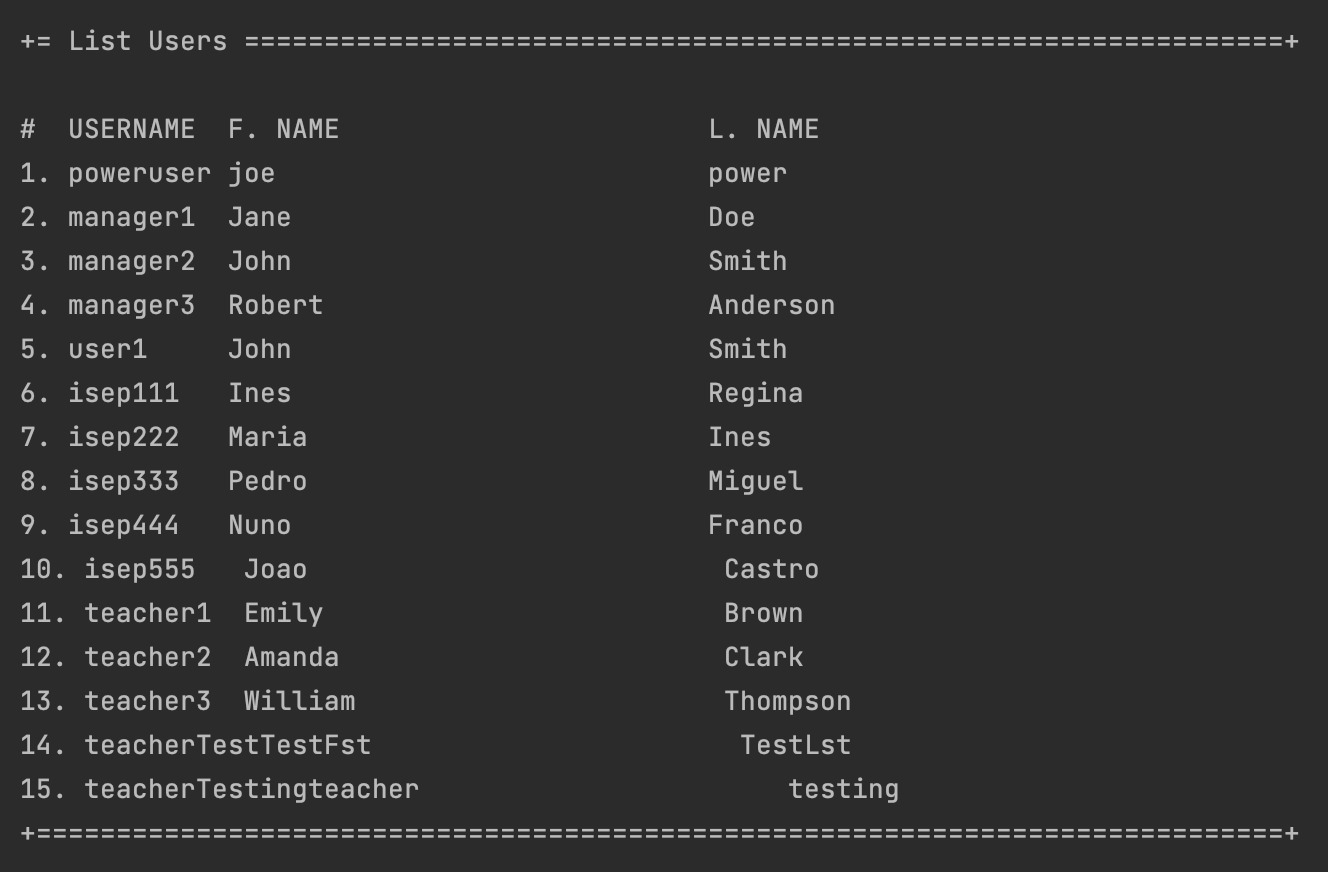 += List Users =================================================================+
#  USERNAME  F. NAME                       L. NAME
1. poweruser joe                           power
2. manager1  Jane                          Doe
3. manager2  John                          Smith
4. manager3  Robert                        Anderson
5. user1     John                          Smith
6. isep111   Ines                          Regina
7. isep222   Maria                         Ines
8. isep333   Pedro                         Miguel
9. isep444   Nuno                          Franco
10. isep555   Joao                          Castro
11. teacher1  Emily                         Brown
12. teacher2  Amanda                        Clark
13. teacher3  William                       Thompson
14. teacherTestTestFst                       TestLst
15. teacherTestingteacher                       testing
+==============================================================================+